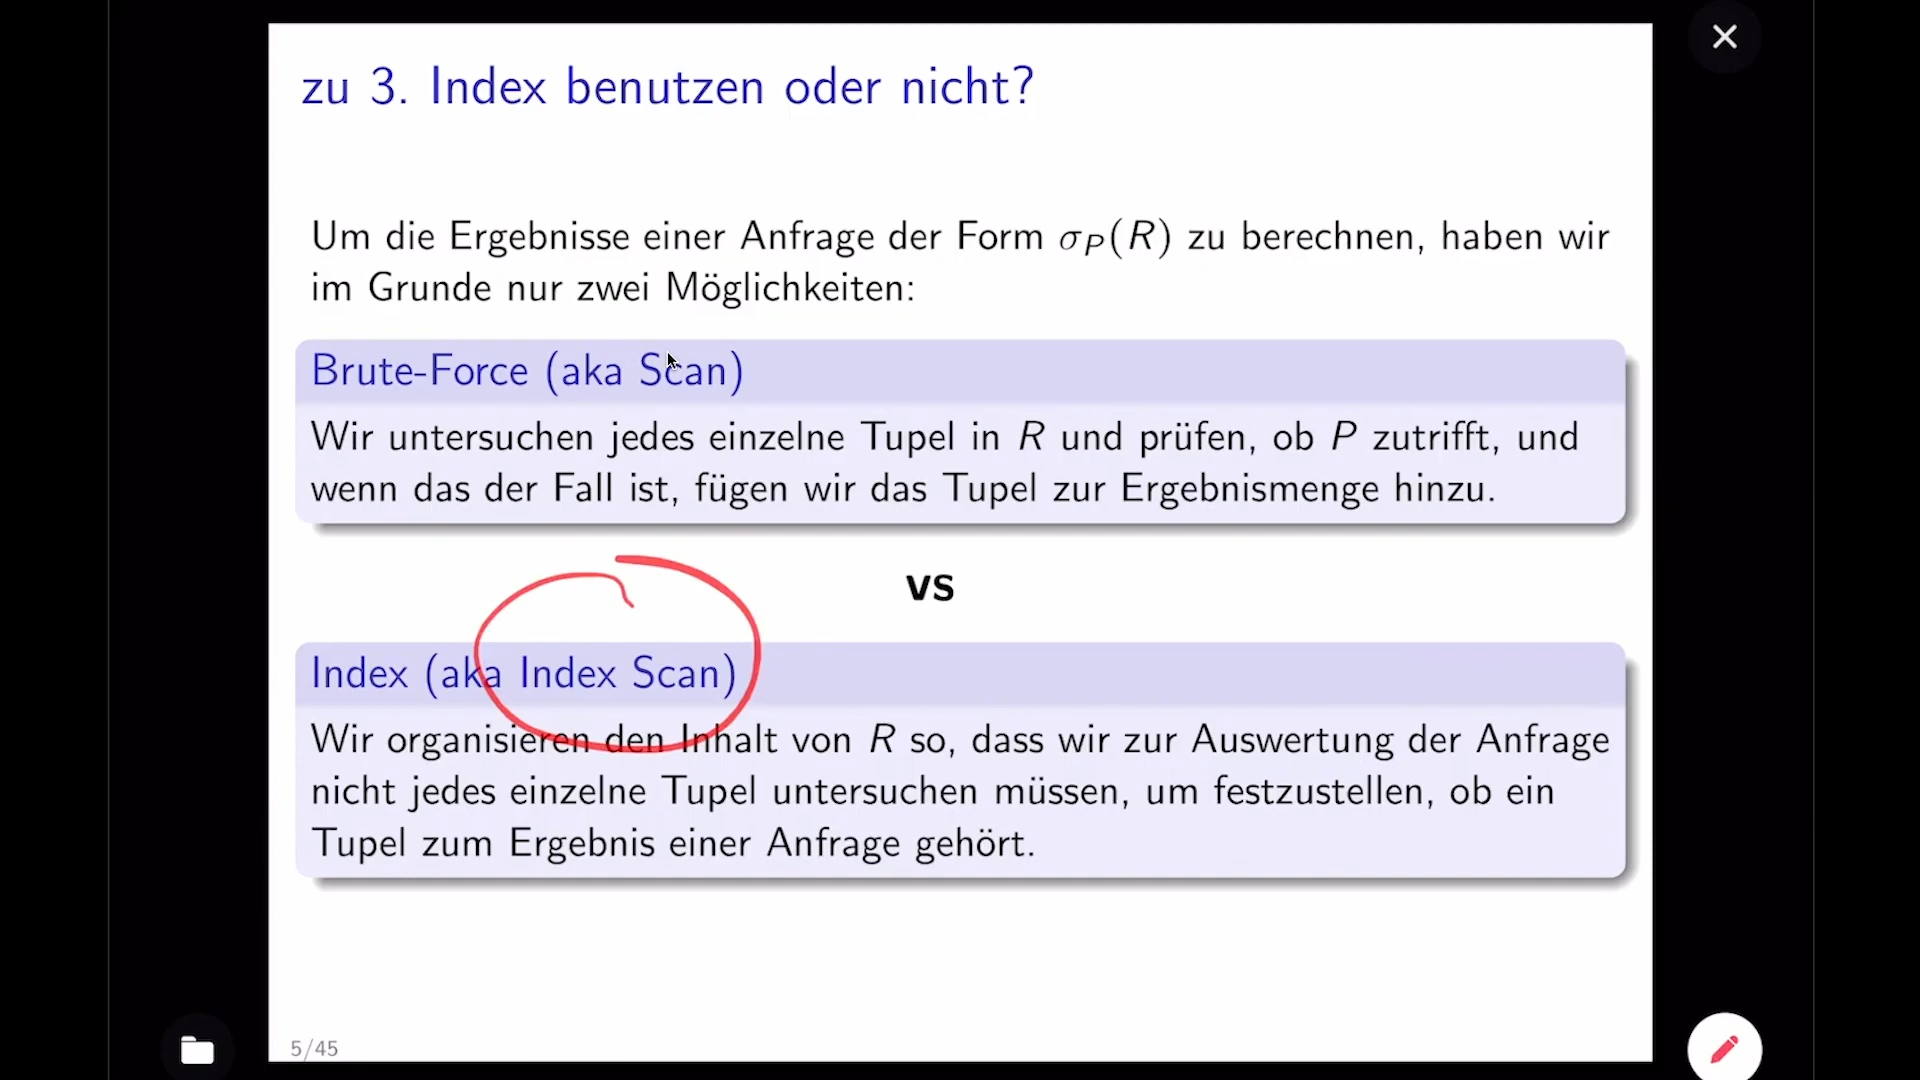 zu 3. Index benutzen oder nicht?
Um die Ergebnisse einer Anfrage der Form σ_P(R) zu berechnen, haben wir
im Grunde nur zwei Möglichkeiten:
Brute-Force (aka Scan)
Wir untersuchen jedes einzelne Tupel in R und prüfen, ob P zutrifft, und
wenn das der Fall ist, fügen wir das Tupel zur Ergebnismenge hinzu.
vs
Index (aka Index Scan)
Wir organisieren den Inhalt von R so, dass wir zur Auswertung der Anfrage
nicht jedes einzelne Tupel untersuchen müssen, um festzustellen, ob ein
Tupel zum Ergebnis einer Anfrage gehört.
5/45